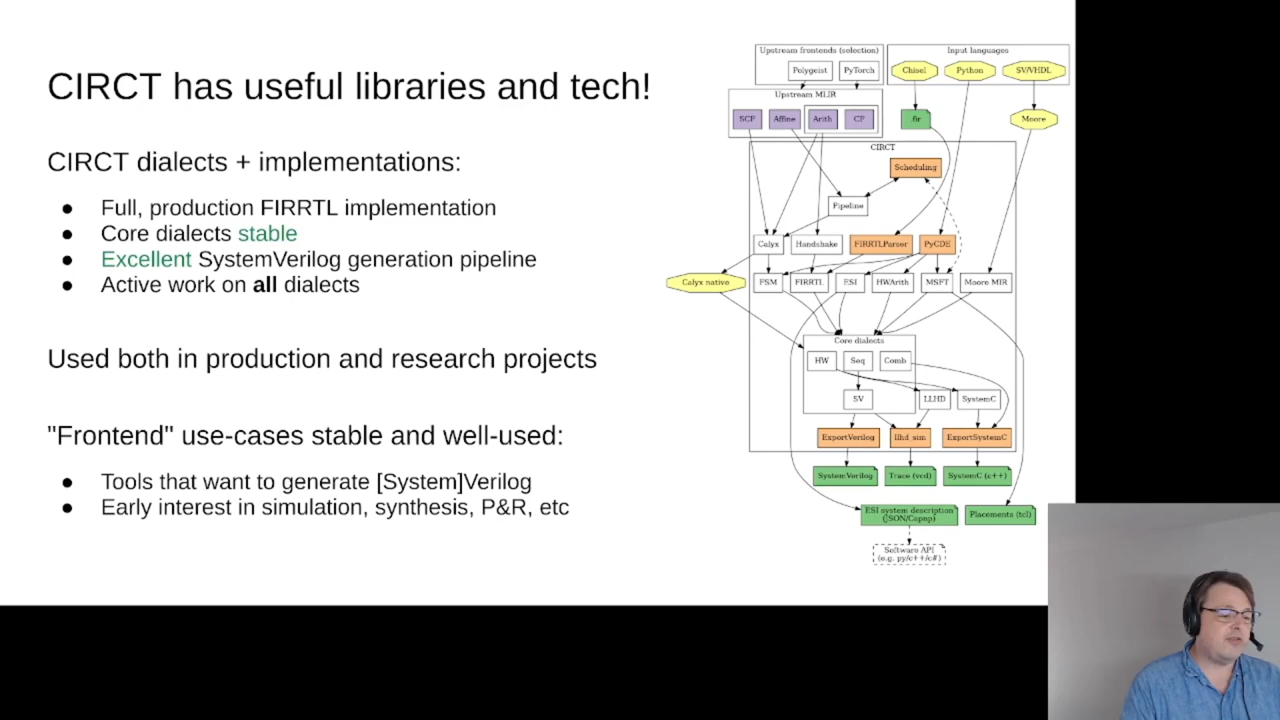 CIRCT has useful libraries and tech!
CIRCT dialects + implementations:
● Full, production FIRRTL implementation
● Core dialects stable
● Excellent SystemVerilog generation pipeline
● Active work on all dialects
Used both in production and research projects
"Frontend" use-cases stable and well-used:
● Tools that want to generate [System]Verilog
● Early interest in simulation, synthesis, P&R, etc
Upstream frontends (selection)
Input languages
Polygeist
PyTorch
Chisel
Python
SV/VHDL
Upstream MLIR
SCF
Affine
Arith
CF
.fir
Moore
CIRCT
Scheduling
Pipeline
Calyx
Handshake
FIRRTLParser
PyCDE
Calyx native
FSM
FIRRTL
ESI
HWArith
MSFT
Moore MIR
Core dialects
HW
Seq
Comb
SV
LLHD
SystemC
ExportVerilog
llhd_sim
ExportSystemC
SystemVerilog
Trace (vcd)
SystemC (c++)
ESI system description
(JSON/Capnp)
Placements (tcl)
Software API
(e.g. py/c++/c#)